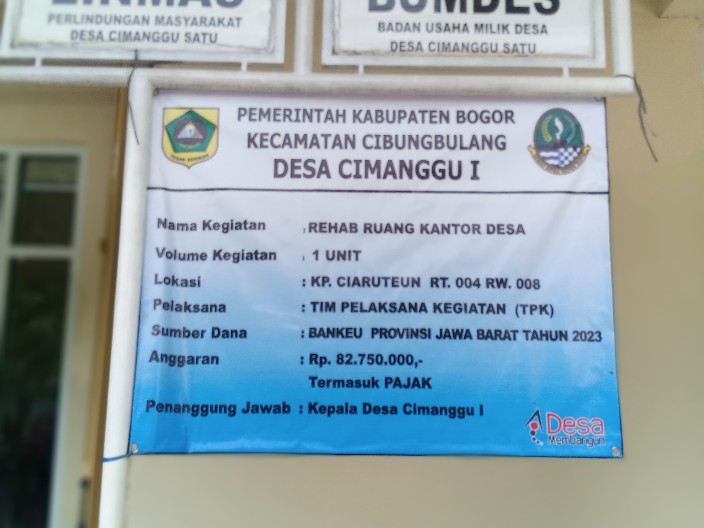 LINMAS
PERLINDUNGAN MASYARAKAT
DESA CIMANGGU SATU
BUMDES
BADAN USAHA MILIK DESA
DESA CIMANGGU SATU
PEMERINTAH KABUPATEN BOGOR
KECAMATAN CIBUNGBULANG
DESA CIMANGGU I
Nama Kegiatan : REHAB RUANG KANTOR DESA
Volume Kegiatan : 1 UNIT
Lokasi : KP. CIARUTEUN RT. 004 RW. 008
Pelaksana : TIM PELAKSANA KEGIATAN (TPK)
Sumber Dana : BANKEU PROViNSI JAWA BARAT TAHUN 2023
Anggaran : Rp. 82.750.000,-
Termasuk PAJAK
Penanggung Jawab : Kepala Desa Cimanggu I
Desa
Membangun